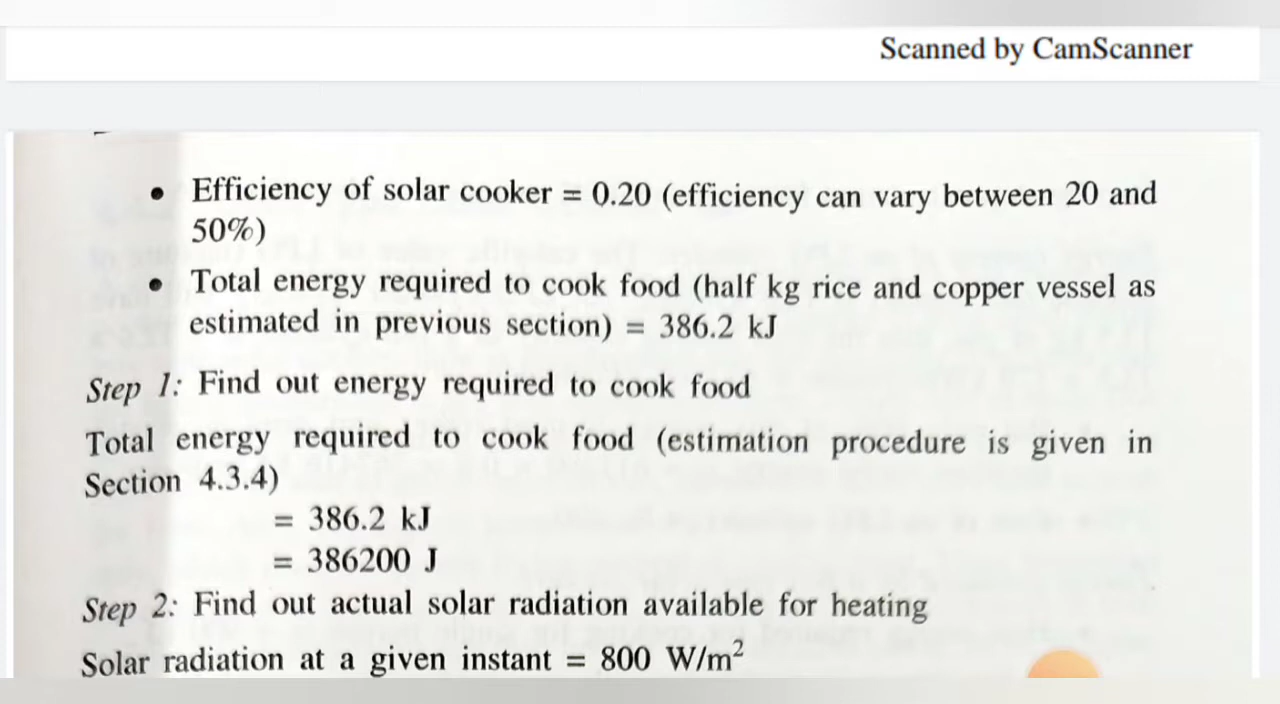 Scanned by CamScanner
• Efficiency of solar cooker = 0.20 (efficiency can vary between 20 and
50%)
• Total energy required to cook food (half kg rice and copper vessel as
estimated in previous section) = 386.2 kJ
Step 1: Find out energy required to cook food
Total energy required to cook food (estimation procedure is given in
Section 4.3.4)
= 386.2 kJ
= 386200 J
Step 2: Find out actual solar radiation available for heating
Solar radiation at a given instant = 800 W/m²